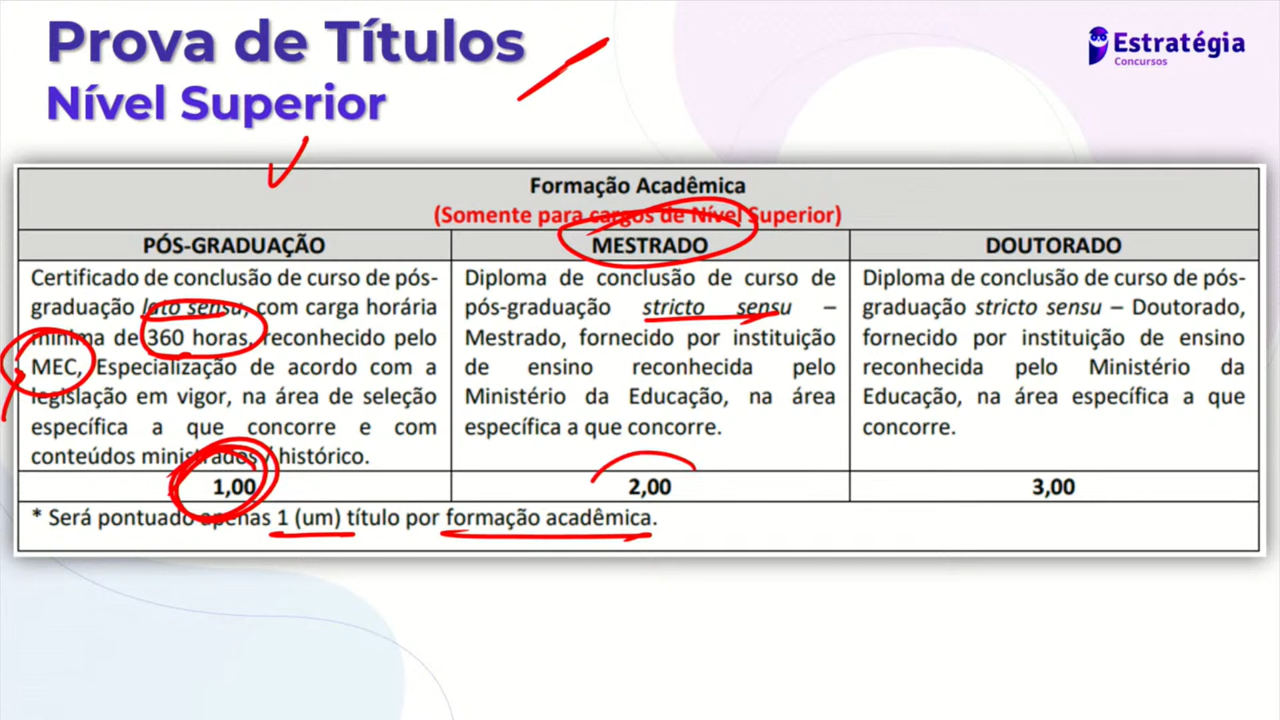 Prova de Títulos
Nível Superior
Estratégia
Concursos
Formação Acadêmica
(Somente para cargos de Nível Superior)
PÓS-GRADUAÇÃO
Certificado de conclusão de curso de pós-
graduação lato sensu, com carga horária
mínima de 360 horas, reconhecido pelo
MEC, Especialização de acordo com a
legislação em vigor, na área de seleção
específica a que concorre e com
conteúdos ministrados / histórico.
1,00
MESTRADO
Diploma de conclusão de curso de
pós-graduação stricto sensu –
Mestrado, fornecido por instituição
de ensino reconhecida pelo
Ministério da Educação, na área
específica a que concorre.
2,00
DOUTORADO
Diploma de conclusão de curso de pós-
graduação stricto sensu – Doutorado,
fornecido por instituição de ensino
reconhecida pelo Ministério da
Educação, na área específica a que
concorre.
3,00
* Será pontuado apenas 1 (um) título por formação acadêmica.